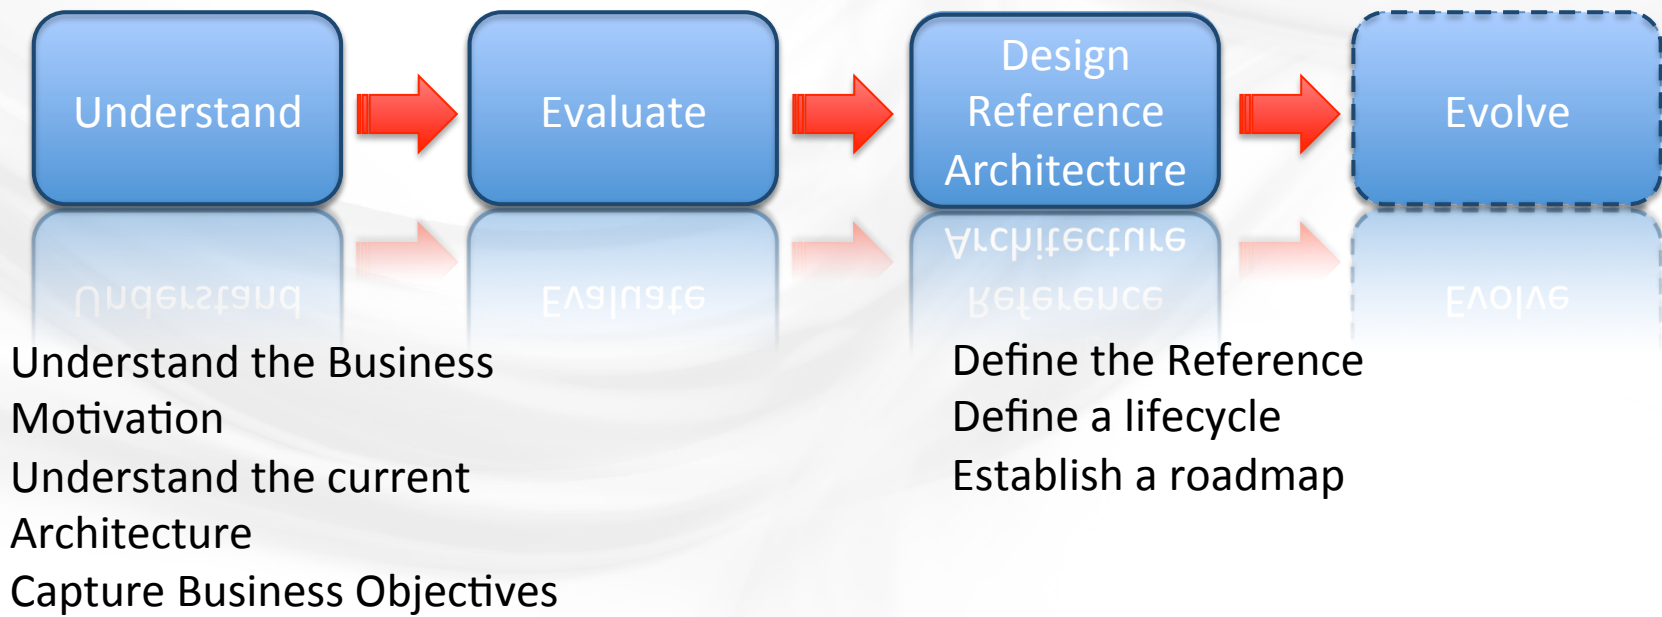 Understand
Evaluate
Design
Reference
Architecture
Evolve
Understand the Business
Motivation
Understand the current
Architecture
Capture Business Objectives
Define the Reference
Define a lifecycle
Establish a roadmap